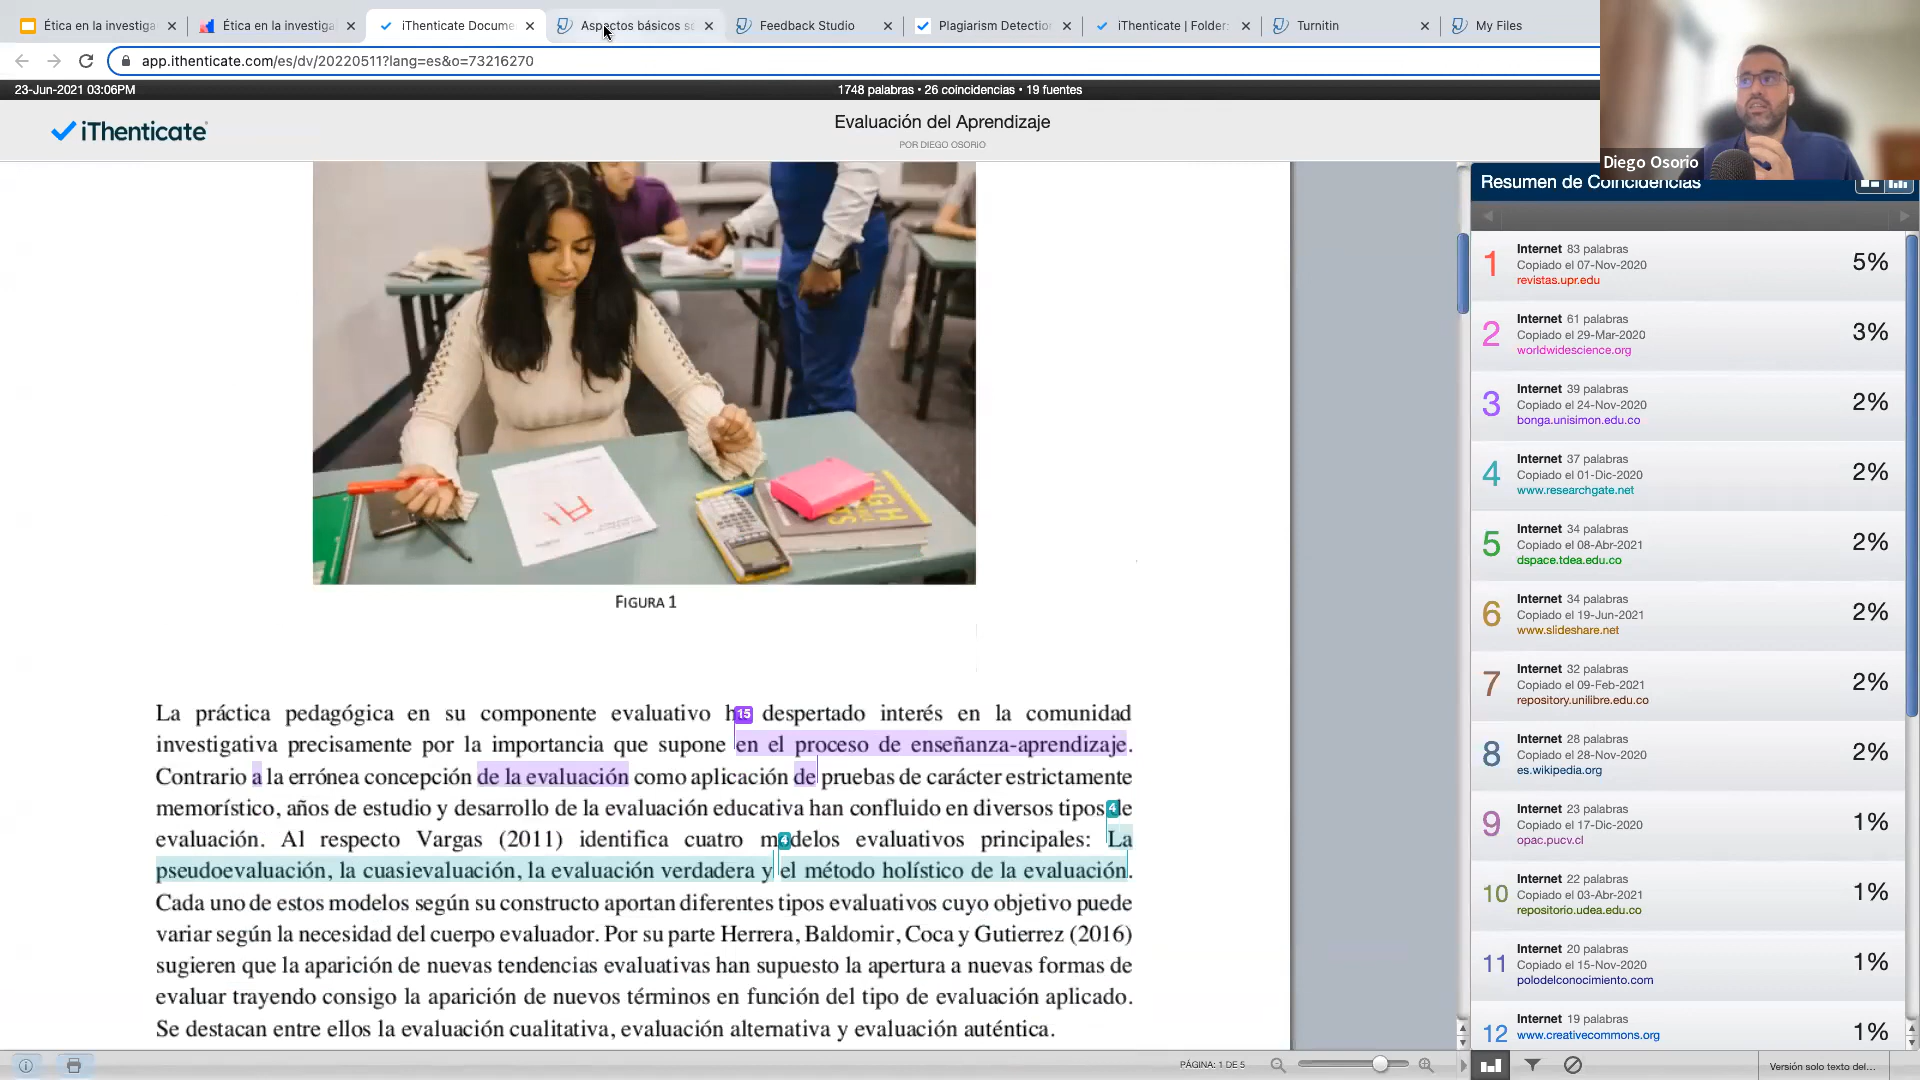 Ética en la investiga
Ética en la investiga
iThenticate Docume
Aspectos básicos s
Feedback Studio
Plagiarism Detectio
iThenticate | Folder
Turnitin
My Files
app.ithenticate.com/es/dv/20220511?lang=es&o=73216270
23-Jun-2021 03:06PM
1748 palabras • 26 coincidencias • 19 fuentes
iThenticate
Evaluación del Aprendizaje
POR DIEGO OSORIO
Diego Osorio
FIGURA 1
La práctica pedagógica en su componente evaluativo 15 despertado interés en la comunidad
investigativa precisamente por la importancia que supone en el proceso de enseñanza-aprendizaje.
Contrario a la errónea concepción de la evaluación como aplicación de pruebas de carácter estrictamente
memorístico, años de estudio y desarrollo de la evaluación educativa han confluido en diversos tipos 4 de
evaluación. Al respecto Vargas (2011) identifica cuatro 4 modelos evaluativos principales: La
pseudoevaluación, la cuasievaluación, la evaluación verdadera y el método holístico de la evaluación.
Cada uno de estos modelos según su constructo aportan diferentes tipos evaluativos cuyo objetivo puede
variar según la necesidad del cuerpo evaluador. Por su parte Herrera, Baldomir, Coca y Gutierrez (2016)
sugieren que la aparición de nuevas tendencias evaluativas han supuesto la apertura a nuevas formas de
evaluar trayendo consigo la aparición de nuevos términos en función del tipo de evaluación aplicado.
Se destacan entre ellos la evaluación cualitativa, evaluación alternativa y evaluación auténtica.
Resumen de Coincidencias
1 Internet 83 palabras 5%
Copiado el 07-Nov-2020
revistas.upr.edu
2 Internet 61 palabras 3%
Copiado el 29-Mar-2020
worldwidescience.org
3 Internet 39 palabras 2%
Copiado el 24-Nov-2020
bonga.unisimon.edu.co
4 Internet 37 palabras 2%
Copiado el 01-Dic-2020
www.researchgate.net
5 Internet 34 palabras 2%
Copiado el 08-Abr-2021
dspace.tdea.edu.co
6 Internet 34 palabras 2%
Copiado el 19-Jun-2021
www.slideshare.net
7 Internet 32 palabras 2%
Copiado el 09-Feb-2021
repository.unilibre.edu.co
8 Internet 28 palabras 2%
Copiado el 28-Nov-2020
es.wikipedia.org
9 Internet 23 palabras 1%
Copiado el 17-Dic-2020
opac.pucv.cl
10 Internet 22 palabras 1%
Copiado el 03-Abr-2021
repositorio.udea.edu.co
11 Internet 20 palabras 1%
Copiado el 15-Nov-2020
polodelconocimiento.com
12 Internet 19 palabras 1%
www.creativecommons.org
PÁGINA: 1 DE 5
Versión solo texto del...